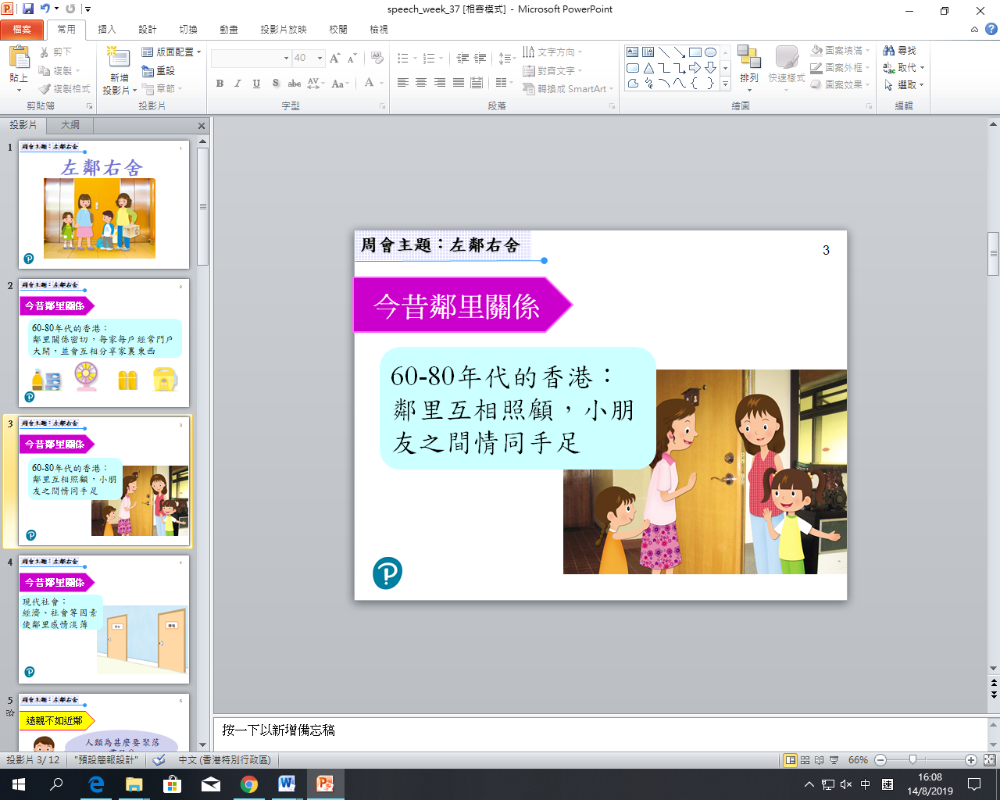 speech_week_37 [相容模式] - Microsoft PowerPoint
檔案 常用 插入 設計 切換 動畫 投影片放映 校閱 檢視
貼上
剪下
複製
複製格式
剪貼簿
新增
投影片
版面配置
重設
章節
投影片
40
B I U S abc AV Aa A
字型
文字方向
對齊文字
轉換成 SmartArt
段落
排列
快速樣式
圖案填滿
圖案外框
圖案效果
繪圖
尋找
取代
選取
編輯
投影片 大綱
1
周會主題：左鄰右舍
1
左鄰右舍
2
周會主題：左鄰右舍
2
今昔鄰里關係
60-80年代的香港：
鄰里關係密切，每家每戶經常門戶
大開，並會互相分享家裏東西
3
周會主題：左鄰右舍
3
今昔鄰里關係
60-80年代的香港：
鄰里互相照顧，小朋
友之間情同手足
4
周會主題：左鄰右舍
4
今昔鄰里關係
現代社會：
經濟、社會等因素
使鄰里感情淡薄
5
周會主題：左鄰右舍
5
遠親不如近鄰
人類為甚麼要聚落
周會主題：左鄰右舍
3
今昔鄰里關係
60-80年代的香港：
鄰里互相照顧，小朋
友之間情同手足
按一下以新增備忘稿
投影片 3/ 12 "預設簡報設計" 中文 (香港特別行政區) 66%
中
16:08
14/8/2019